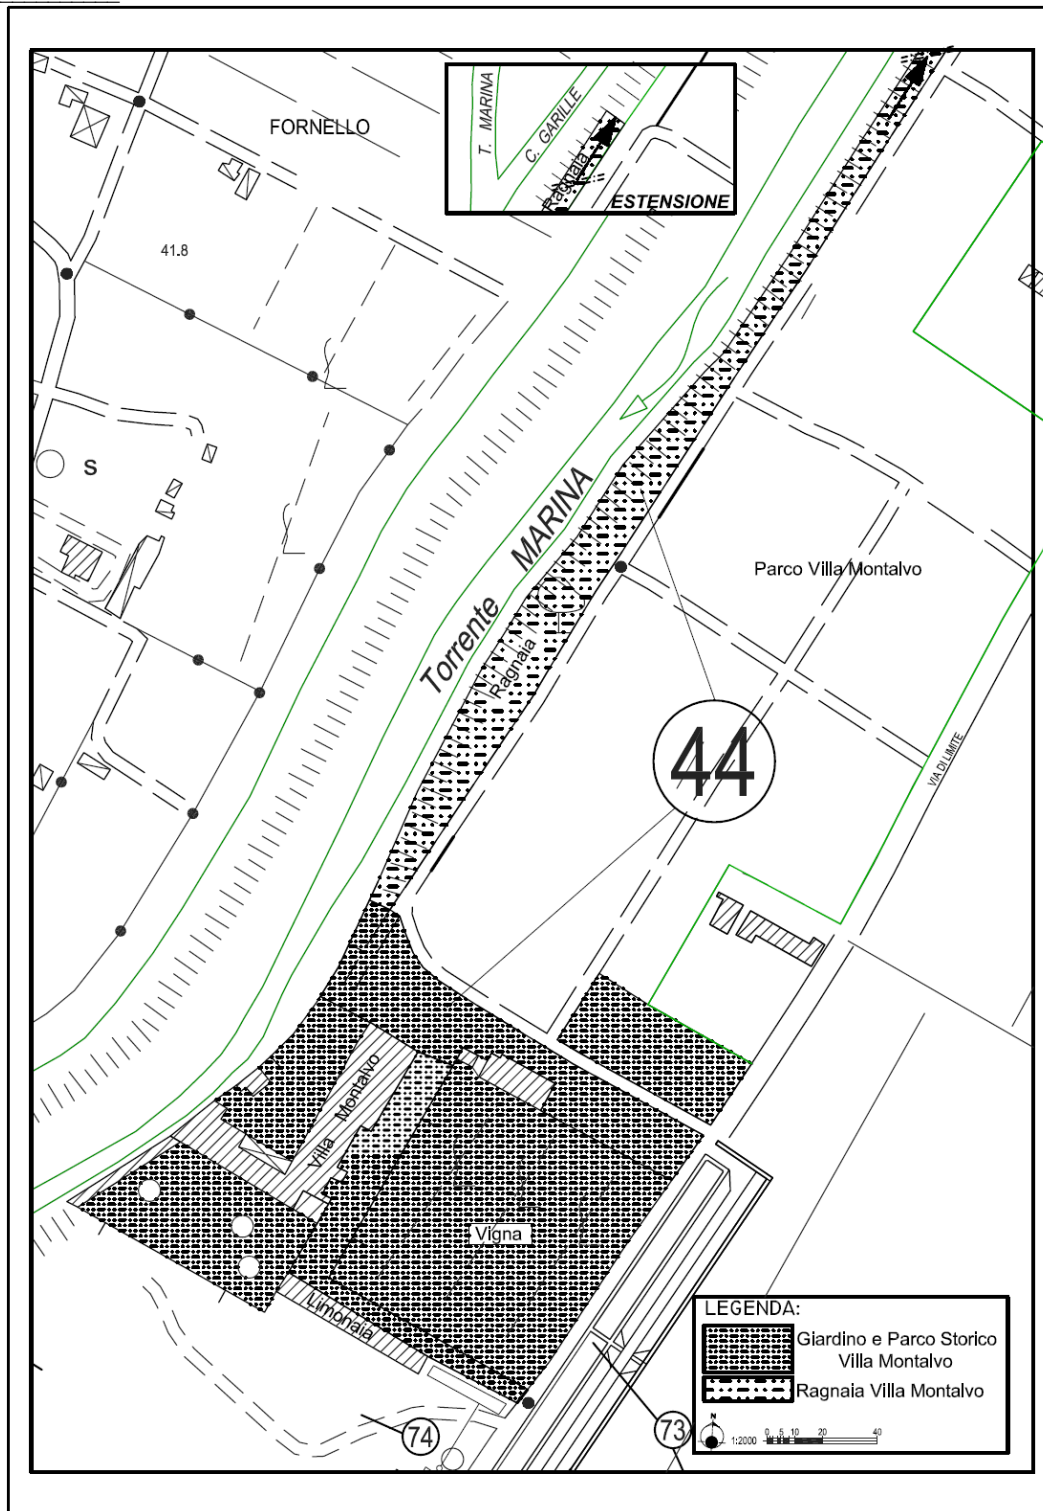 FORNELLO
T. MARINA
C. GARILLE
Ragnaia
ESTENSIONE
41.8
S
Torrente MARINA
Ragnaia
Parco Villa Montalvo
44
VIA DI LIMITE
Villa Montalvo
Vigna
Limonaia
74
73
LEGENDA:
Giardino e Parco Storico
Villa Montalvo
Ragnaia Villa Montalvo
N
1:2000
0 5 10 20 40